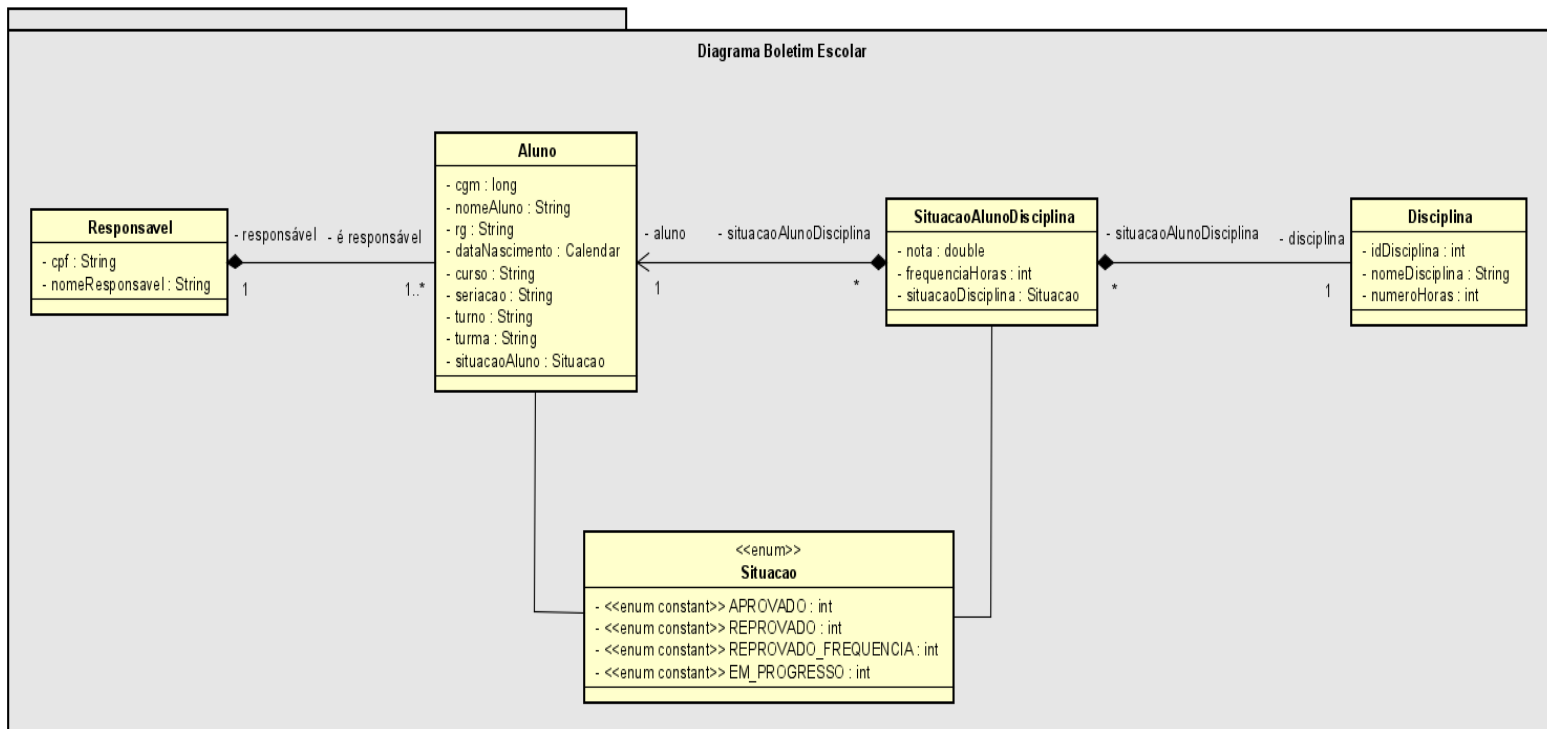 Diagrama Boletim Escolar
Responsavel
- cpf : String
- nomeResponsavel : String
- responsável
- é responsável
1
1..*
Aluno
- cgm : long
- nomeAluno : String
- rg : String
- dataNascimento : Calendar
- curso : String
- seriacao : String
- turno : String
- turma : String
- situacaoAluno : Situacao
- aluno
- situacaoAlunoDisciplina
1
*
SituacaoAlunoDisciplina
- nota : double
- frequenciaHoras : int
- situacaoDisciplina : Situacao
- situacaoAlunoDisciplina
- disciplina
*
1
Disciplina
- idDisciplina : int
- nomeDisciplina : String
- numeroHoras : int
<<enum>>
Situacao
- <<enum constant>> APROVADO : int
- <<enum constant>> REPROVADO : int
- <<enum constant>> REPROVADO_FREQUENCIA : int
- <<enum constant>> EM_PROGRESSO : int